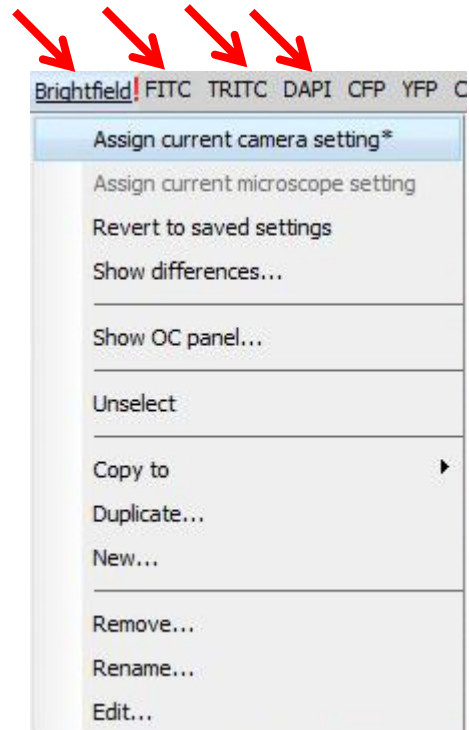 Brightfield! FITC TRITC DAPI CFP YFP C
Assign current camera setting*
Assign current microscope setting
Revert to saved settings
Show differences...
Show OC panel...
Unselect
Copy to
Duplicate...
New...
Remove...
Rename...
Edit...